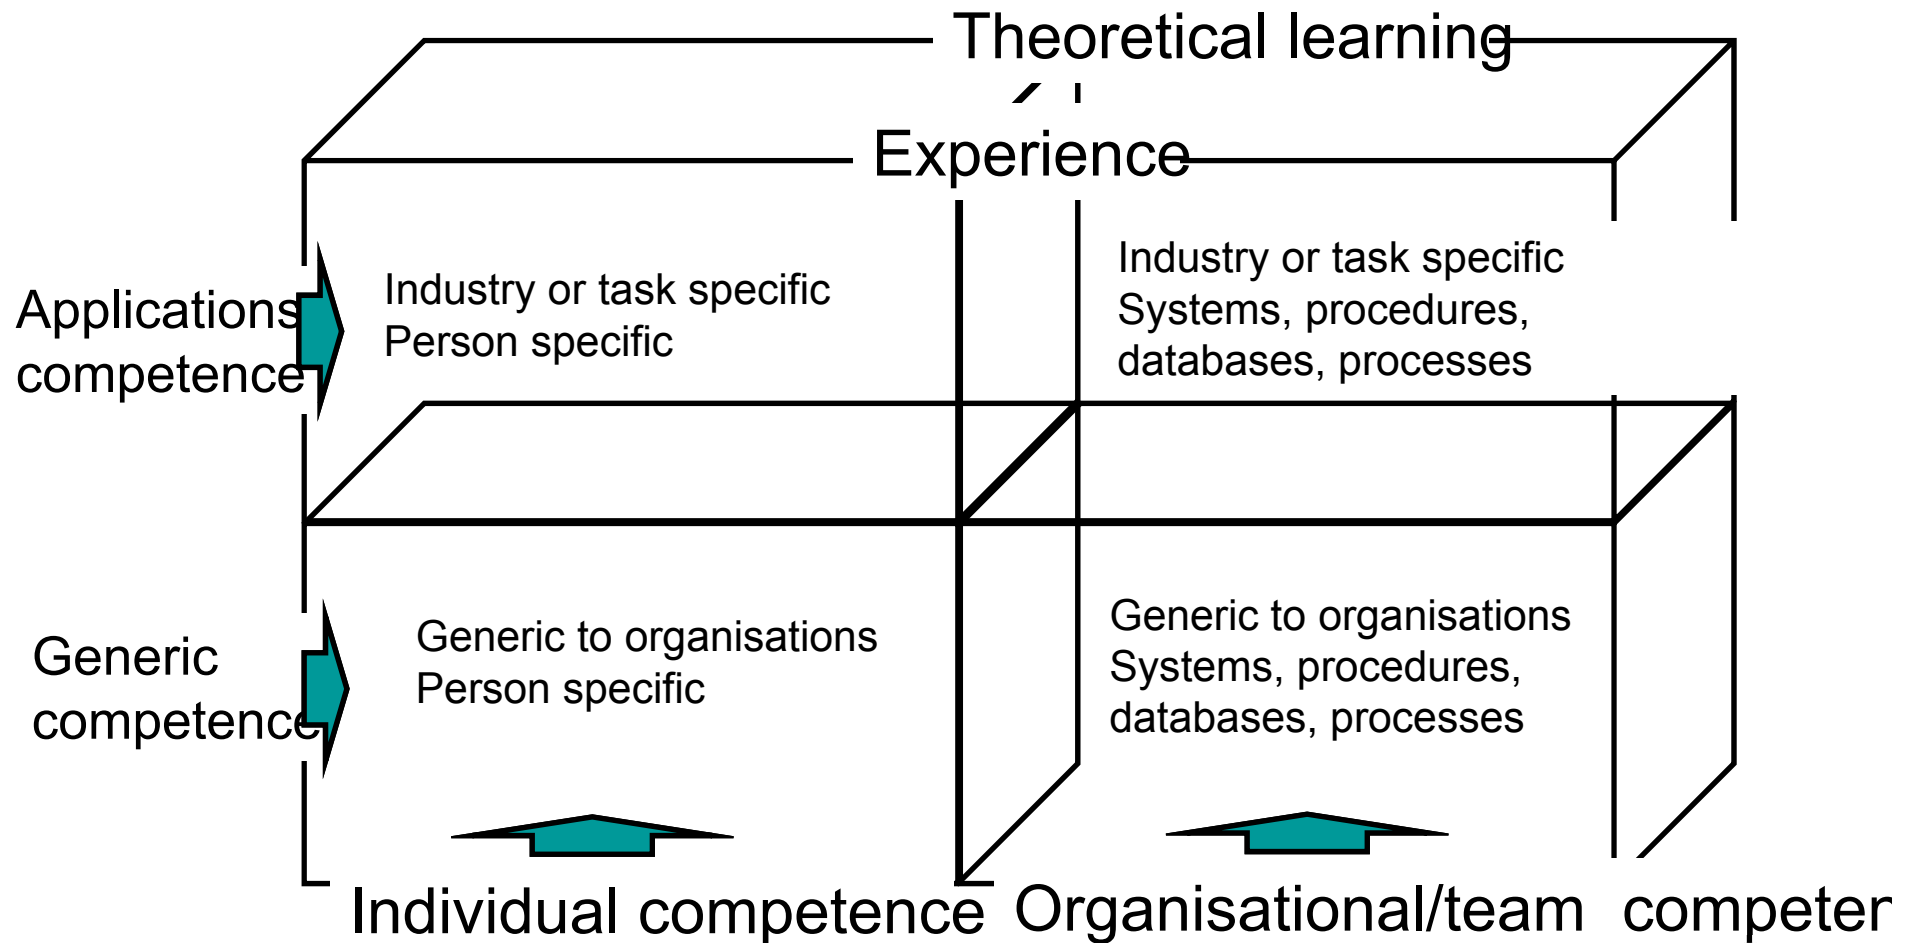 Theoretical learning
Experience
Applications
competence
Industry or task specific
Person specific
Industry or task specific
Systems, procedures,
databases, processes
Generic
competence
Generic to organisations
Person specific
Generic to organisations
Systems, procedures,
databases, processes
Individual competence
Organisational/team competen